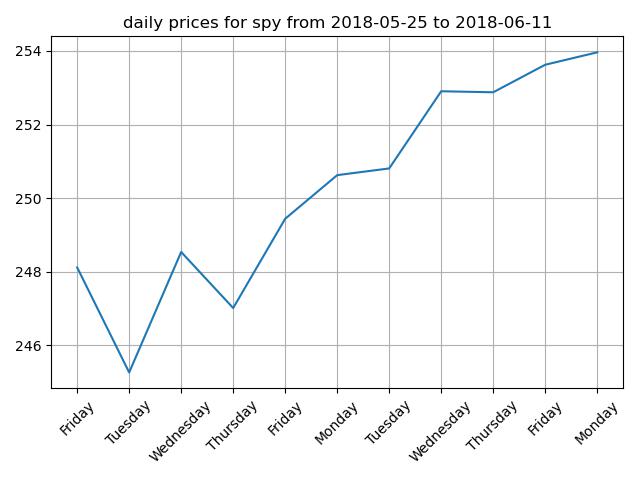 daily prices for spy from 2018-05-25 to 2018-06-11
254
252
250
248
246
Friday
Tuesday
Wednesday
Thursday
Friday
Monday
Tuesday
Wednesday
Thursday
Friday
Monday